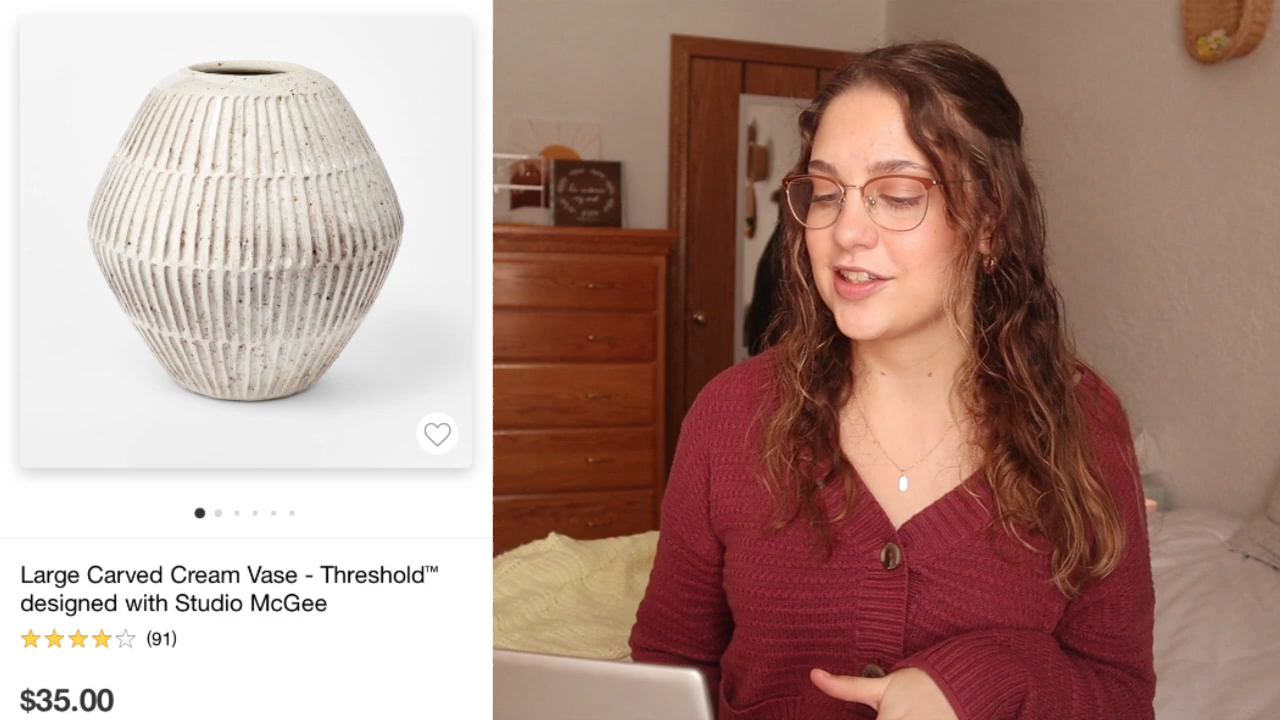 Large Carved Cream Vase - Threshold™
designed with Studio McGee
(91)
$35.00